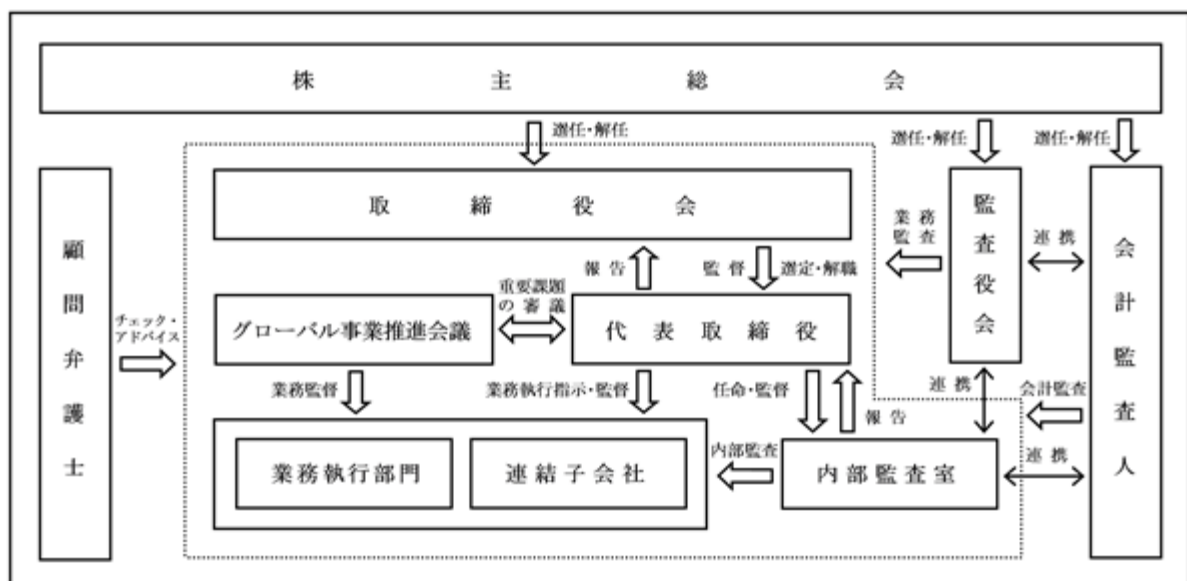 株主総会
選任・解任
選任・解任
選任・解任
顧問弁護士
チェック・
アドバイス
取締役会
業務
監査
監査役会
連携
会計監査人
報告
監督
選定・解職
グローバル事業推進会議
重要課題
の審議
代表取締役
業務監督
業務執行指示・監督
任命・監督
報告
連携
会計監査
業務執行部門
連結子会社
内部監査
内部監査室
連携